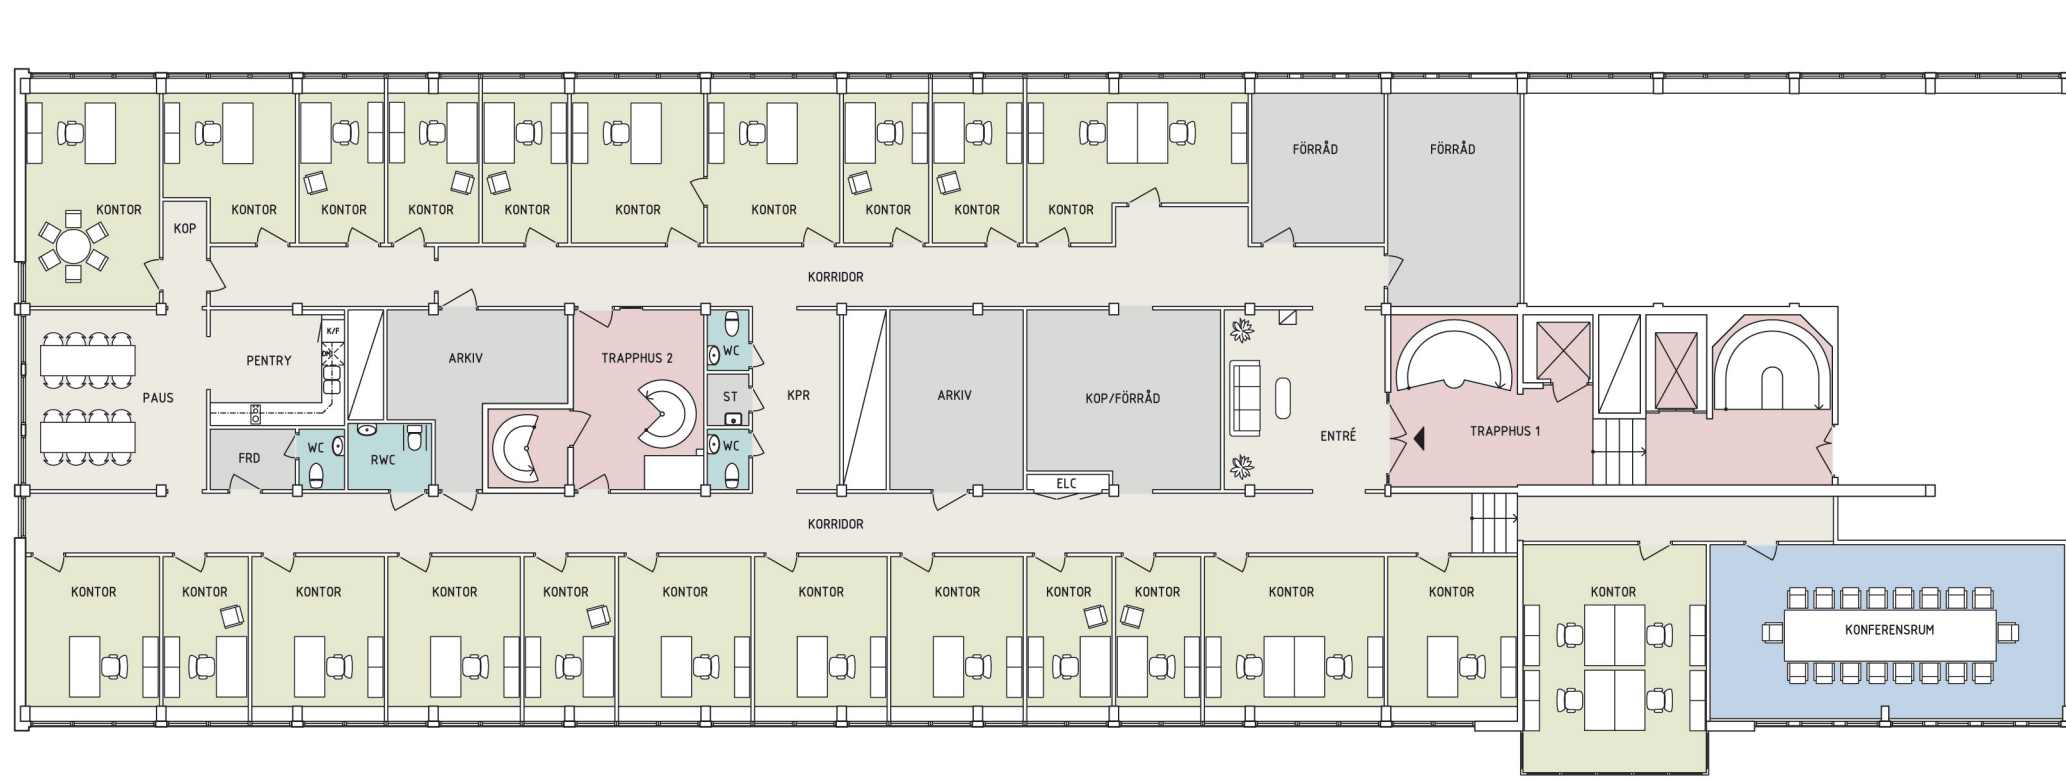 FÖRRÅD FÖRRÅD
KONTOR KONTOR KONTOR KONTOR KONTOR KONTOR KONTOR KONTOR KONTOR KONTOR
KOP
KORRIDOR
K/F
DM
PENTRY ARKIV TRAPPHUS 2 WC
PAUS ST KPR ARKIV KOP/FÖRRÅD
ENTRÉ TRAPPHUS 1
FRD WC RWC WC
ELC
KORRIDOR
KONTOR KONTOR KONTOR KONTOR KONTOR KONTOR KONTOR KONTOR KONTOR KONTOR KONTOR KONTOR KONTOR
KONFERENSRUM